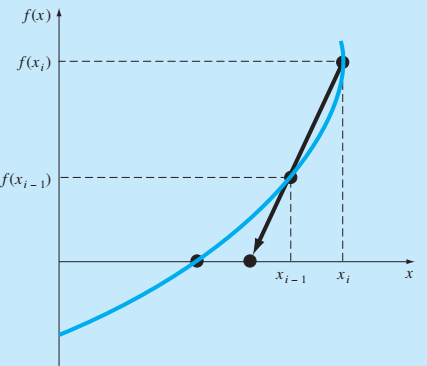 f(x)
f(xᵢ)
f(xᵢ₋₁)
xᵢ₋₁
xᵢ
x